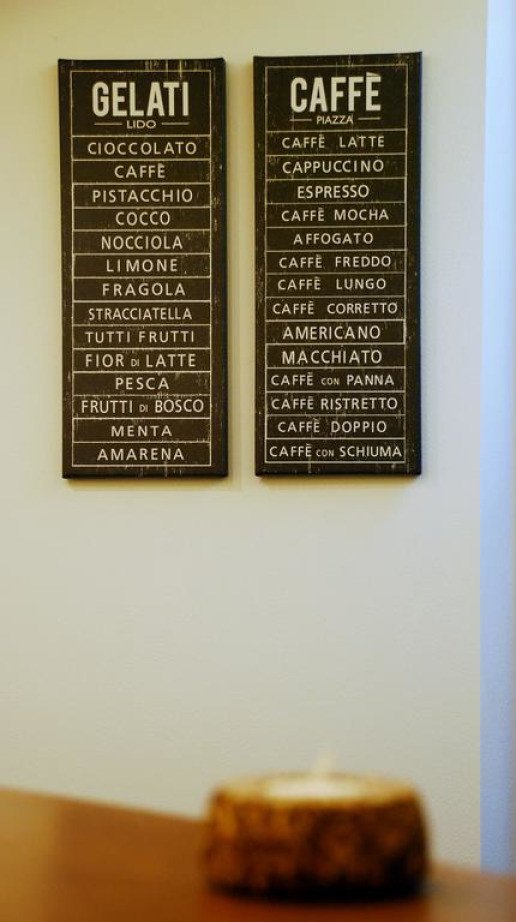 GELATI
LIDO
CIOCCOLATO
CAFFÈ
PISTACCHIO
COCCO
NOCCIOLA
LIMONE
FRAGOLA
STRACCIATELLA
TUTTI FRUTTI
FIOR DI LATTE
PESCA
FRUTTI DI BOSCO
MENTA
AMARENA
CAFFÈ
PIAZZA
CAFFÈ LATTE
CAPPUCCINO
ESPRESSO
CAFFÈ MOCHA
AFFOGATO
CAFFÈ FREDDO
CAFFÈ LUNGO
CAFFÈ CORRETTO
AMERICANO
MACCHIATO
CAFFÈ CON PANNA
CAFFÈ RISTRETTO
CAFFÈ DOPPIO
CAFFÈ CON SCHIUMA